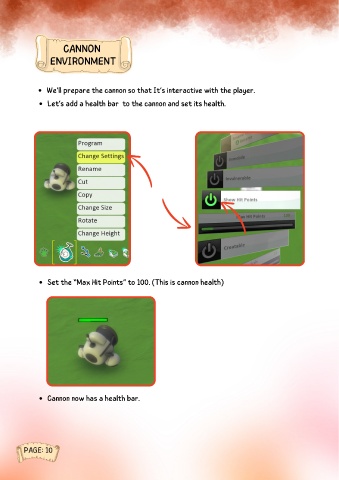 CANNON
ENVIRONMENT
• We'll prepare the cannon so that It's interactive with the player.
• Let's add a health bar to the cannon and set its health.
Program
Change Settings
Rename
Cut
Copy
Change Size
Rotate
Change Height
Show Hit Points
Hit Points
• Set the "Max Hit Points" to 100. (This is cannon health)
• Cannon now has a health bar.
PAGE: 10